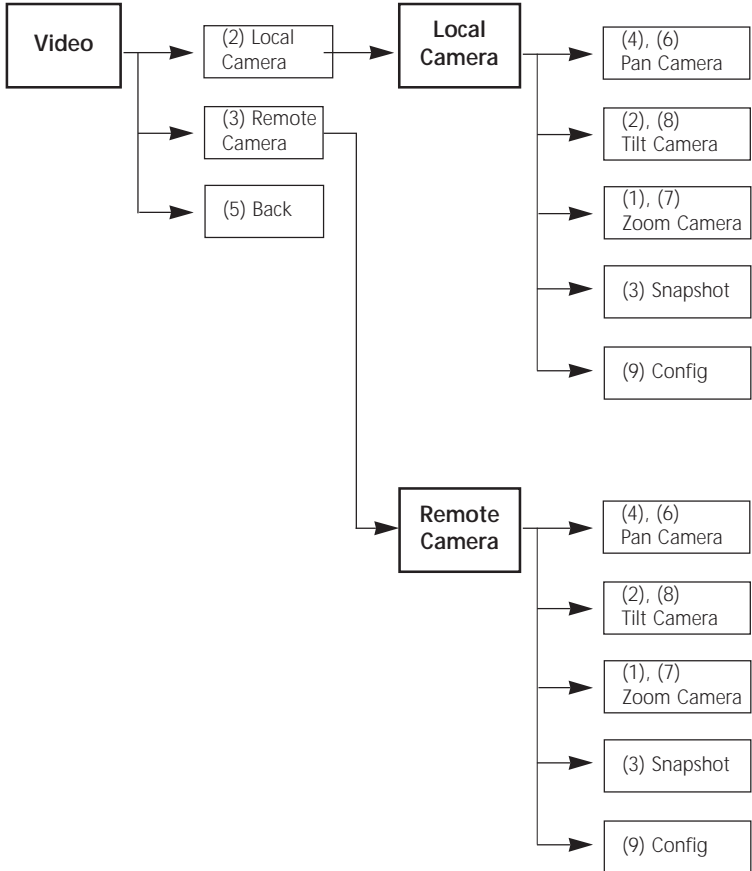 Video
(2) Local
Camera
(3) Remote
Camera
(5) Back
Local
Camera
(4), (6)
Pan Camera
(2), (8)
Tilt Camera
(1), (7)
Zoom Camera
(3) Snapshot
(9) Config
Remote
Camera
(4), (6)
Pan Camera
(2), (8)
Tilt Camera
(1), (7)
Zoom Camera
(3) Snapshot
(9) Config